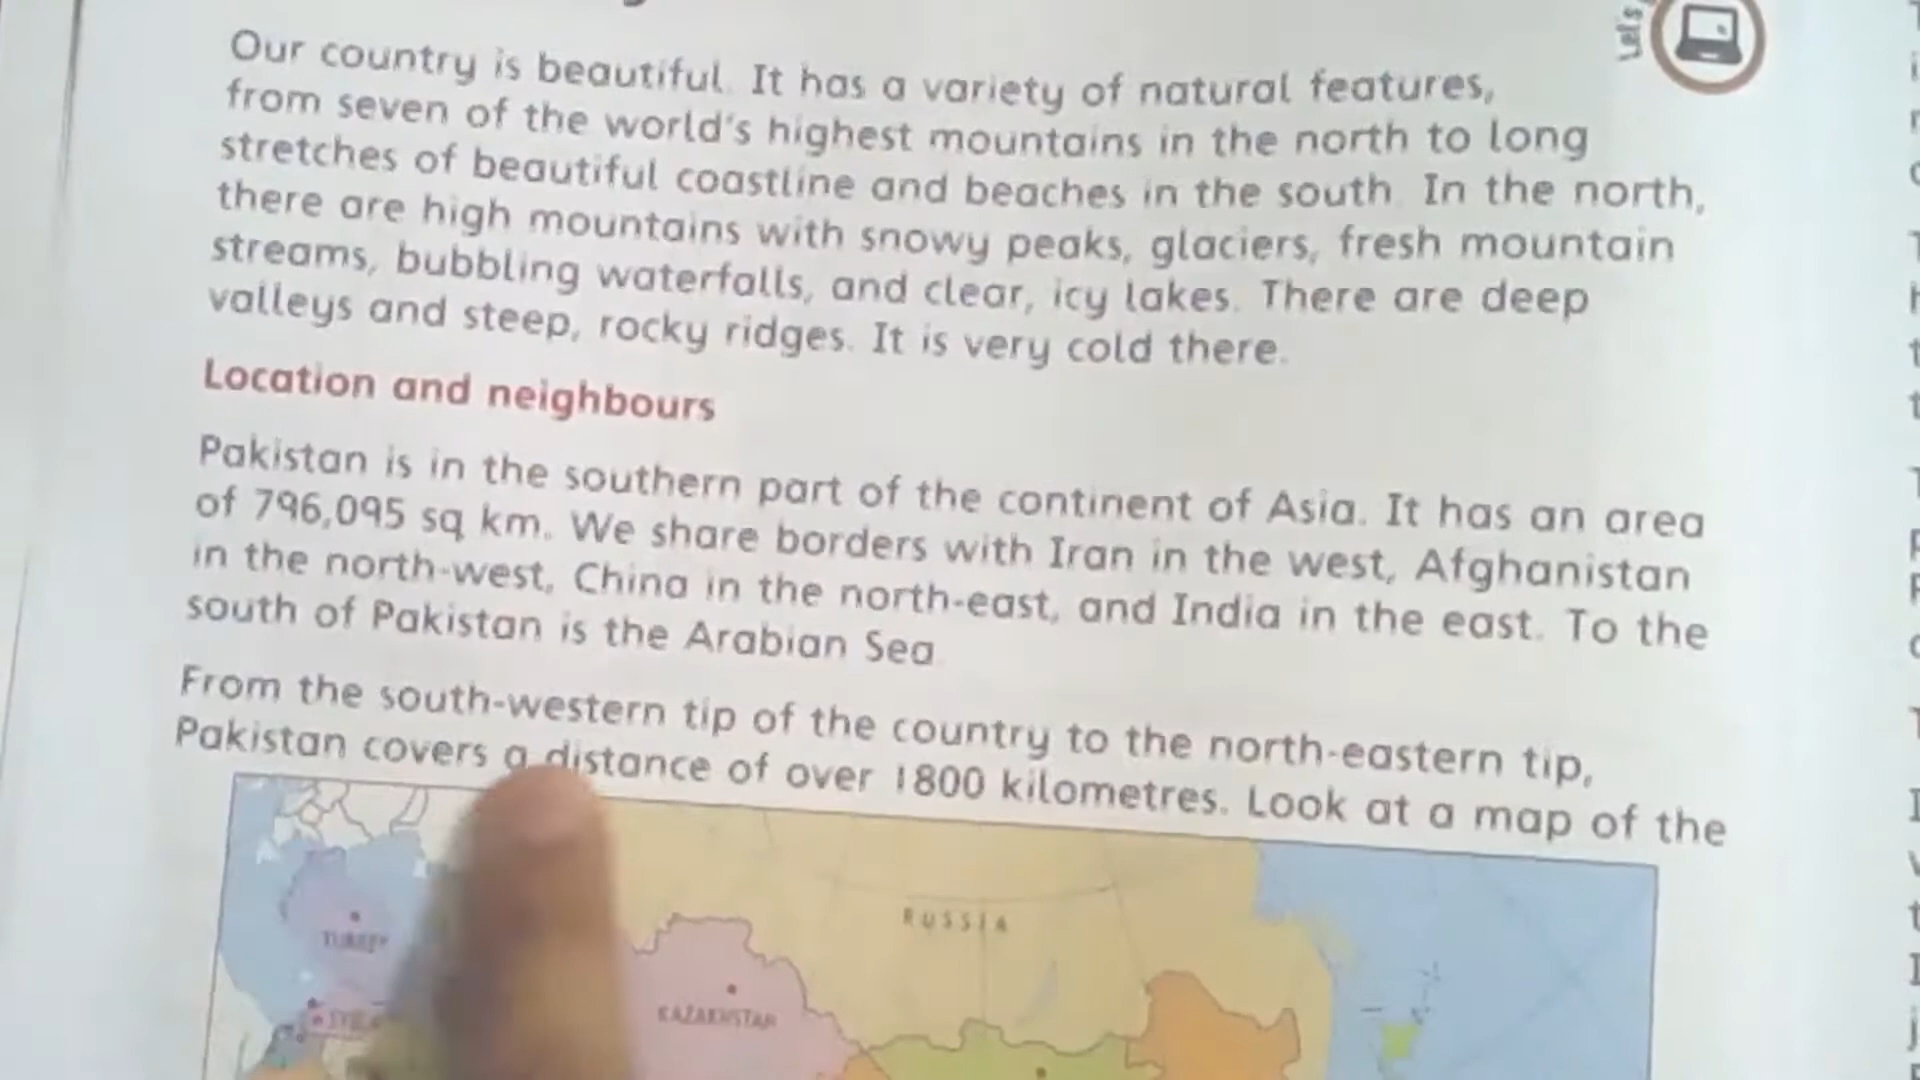 Let's
Our country is beautiful. It has a variety of natural features,
from seven of the world's highest mountains in the north to long
stretches of beautiful coastline and beaches in the south. In the north,
there are high mountains with snowy peaks, glaciers, fresh mountain
streams, bubbling waterfalls, and clear, icy lakes. There are deep
valleys and steep, rocky ridges. It is very cold there.
Location and neighbours
Pakistan is in the southern part of the continent of Asia. It has an area
of 796,095 sq km. We share borders with Iran in the west, Afghanistan
in the north-west, China in the north-east, and India in the east. To the
south of Pakistan is the Arabian Sea.
From the south-western tip of the country to the north-eastern tip,
Pakistan covers a distance of over 1800 kilometres. Look at a map of the
RUSSIA
TURKEY
KAZAKHSTAN
SYRIA